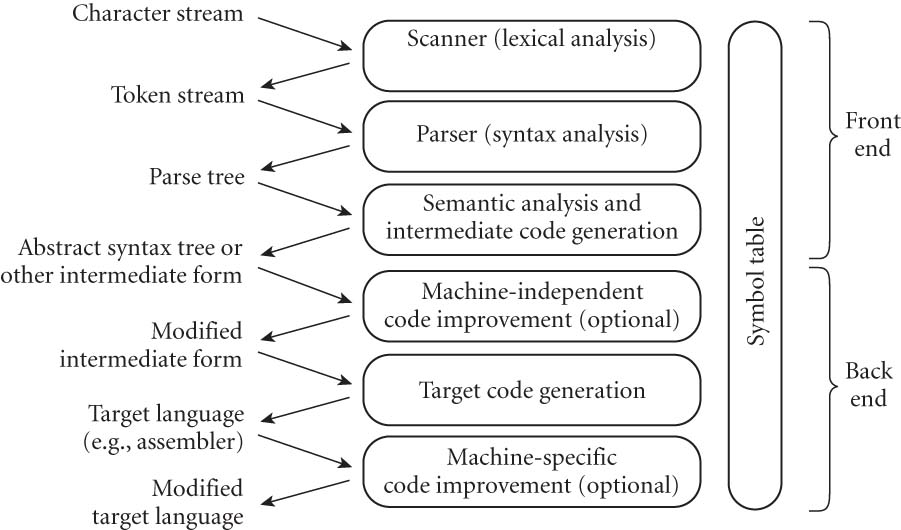 Character stream
Scanner (lexical analysis)
Token stream
Parser (syntax analysis)
Parse tree
Semantic analysis and
intermediate code generation
Abstract syntax tree or
other intermediate form
Machine-independent
code improvement (optional)
Modified
intermediate form
Target code generation
Target language
(e.g., assembler)
Machine-specific
code improvement (optional)
Modified
target language
Symbol table
Front
end
Back
end